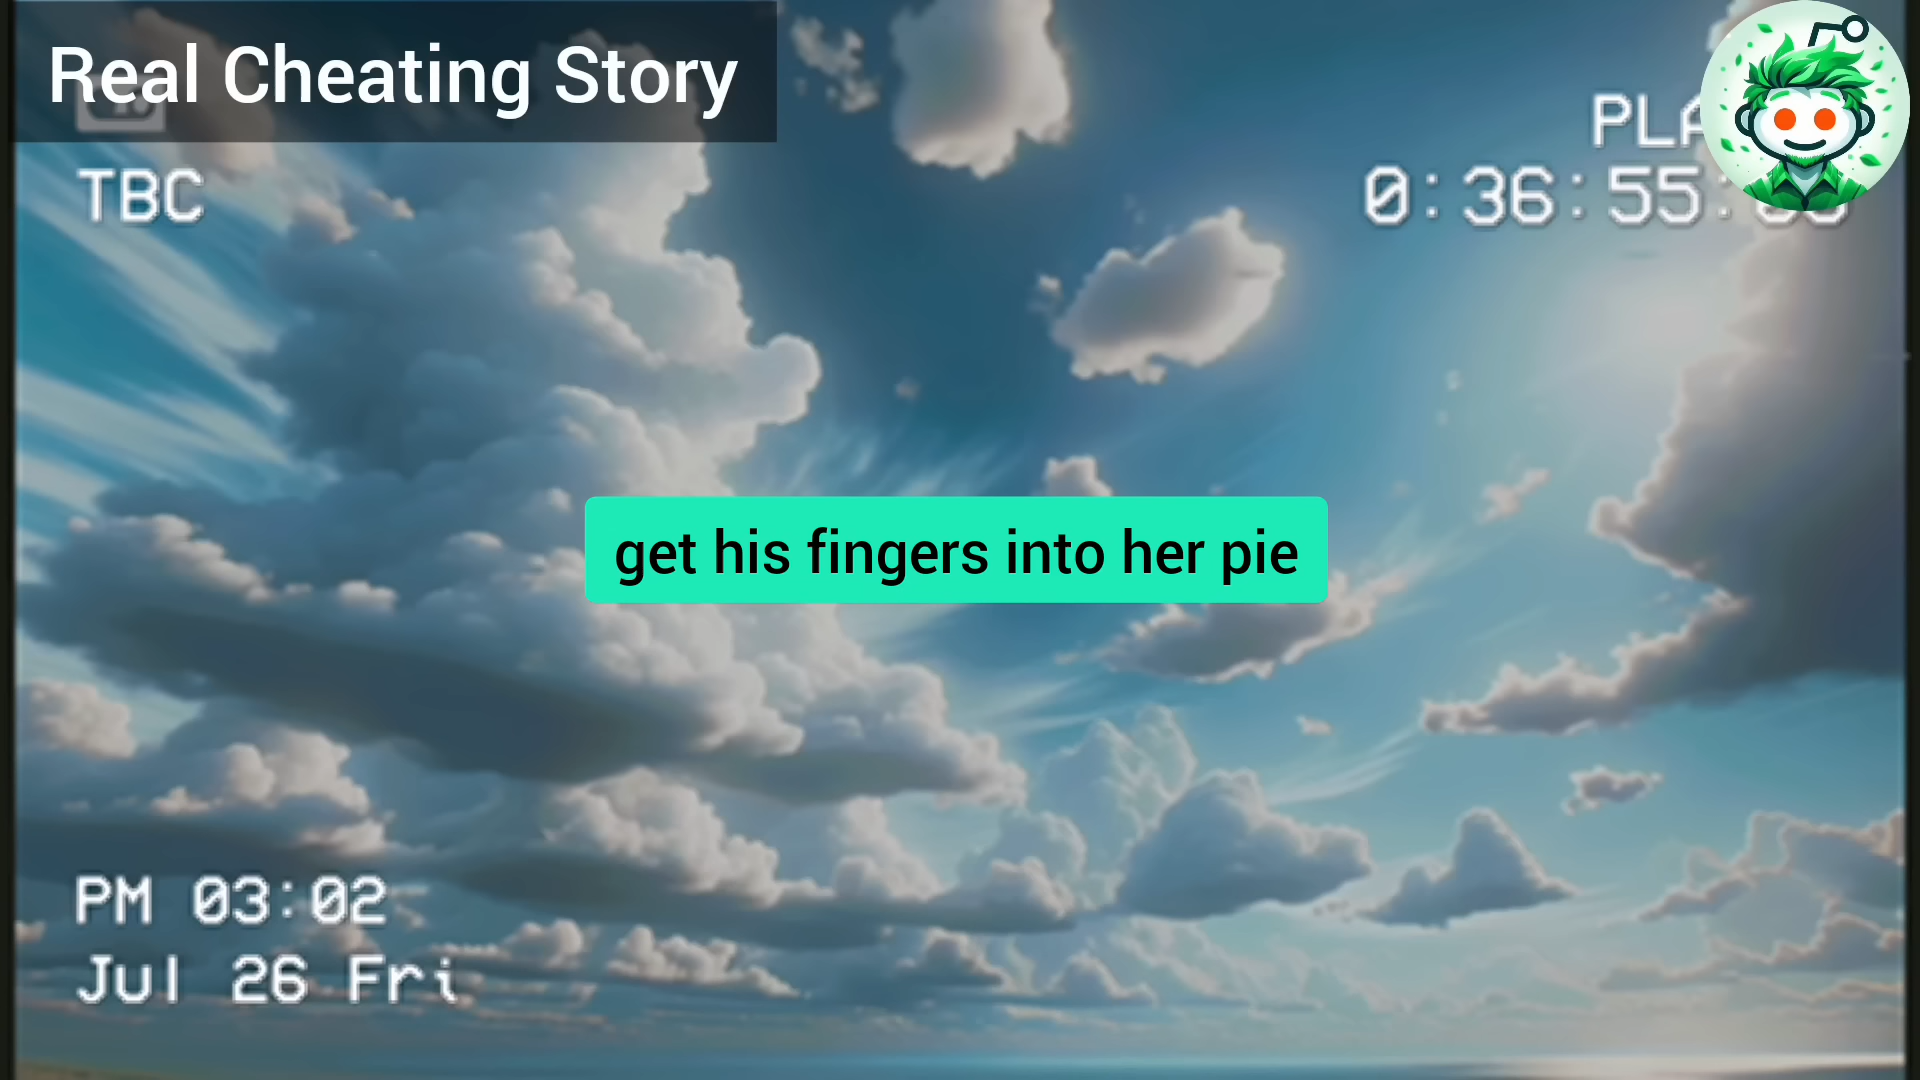 Real Cheating Story
TBC
PLA
0:36:55:
get his fingers into her pie
PM 03:02
Jul 26 Fri